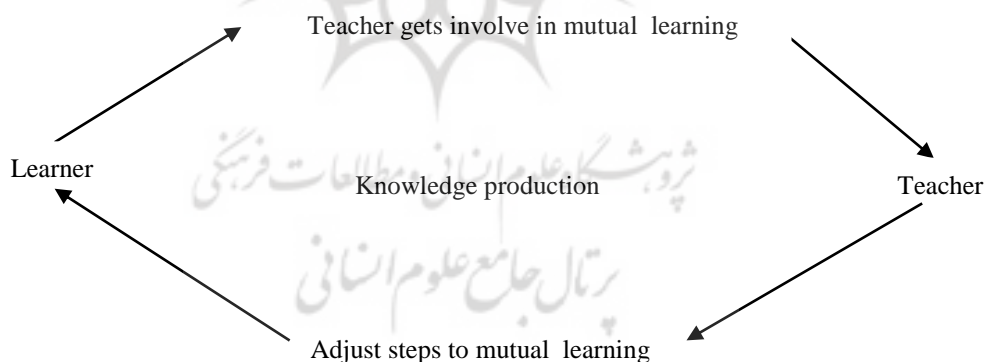 Teacher gets involve in mutual learning
Learner
پژوهشگاه علوم انسانی و مطالعات فرهنگی
Knowledge production
Teacher
پرتال جامع علوم انسانی
Adjust steps to mutual learning